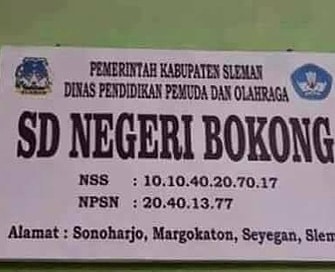 PEMERINTAH KABUPATEN SLEMAN
DINAS PENDIDIKAN PEMUDA DAN OLAHRAGA
SD NEGERI BOKONG
NSS : 10.10.40.20.70.17
NPSN : 20.40.13.77
Alamat : Sonoharjo, Margokaton, Seyegan, Slem